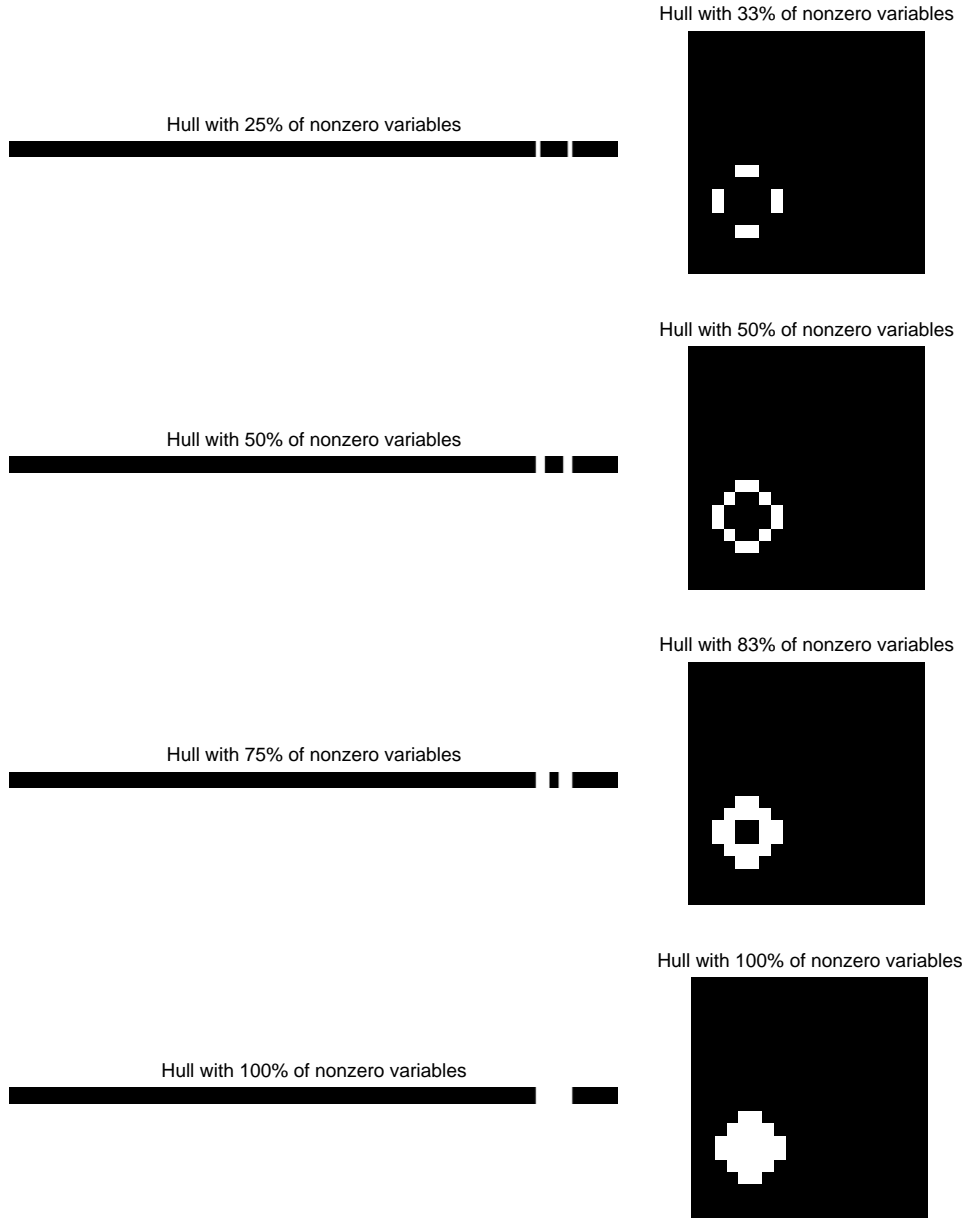 Hull with 33% of nonzero variables
Hull with 25% of nonzero variables
Hull with 50% of nonzero variables
Hull with 50% of nonzero variables
Hull with 83% of nonzero variables
Hull with 75% of nonzero variables
Hull with 100% of nonzero variables
Hull with 100% of nonzero variables